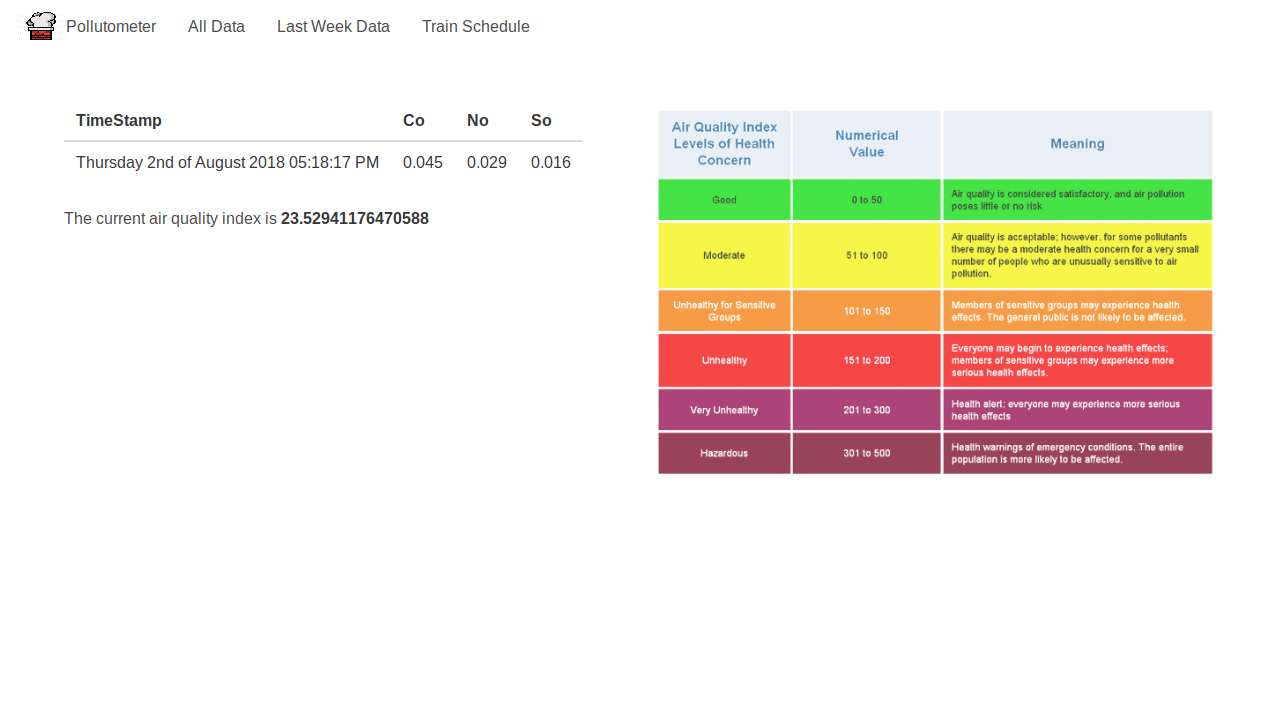 Pollutometer All Data Last Week Data Train Schedule
TimeStamp Co No So
Thursday 2nd of August 2018 05:18:17 PM 0.045 0.029 0.016
The current air quality index is 23.52941176470588
Air Quality Index
Levels of Health
Concern
Numerical
Value
Meaning
Good
0 to 50
Air quality is considered satisfactory, and air pollution
poses little or no risk
Moderate
51 to 100
Air quality is acceptable; however, for some pollutants
there may be a moderate health concern for a very small
number of people who are unusually sensitive to air
pollution.
Unhealthy for Sensitive
Groups
101 to 150
Members of sensitive groups may experience health
effects. The general public is not likely to be affected.
Unhealthy
151 to 200
Everyone may begin to experience health effects;
members of sensitive groups may experience more
serious health effects.
Very Unhealthy
201 to 300
Health alert: everyone may experience more serious
health effects
Hazardous
301 to 500
Health warnings of emergency conditions. The entire
population is more likely to be affected.